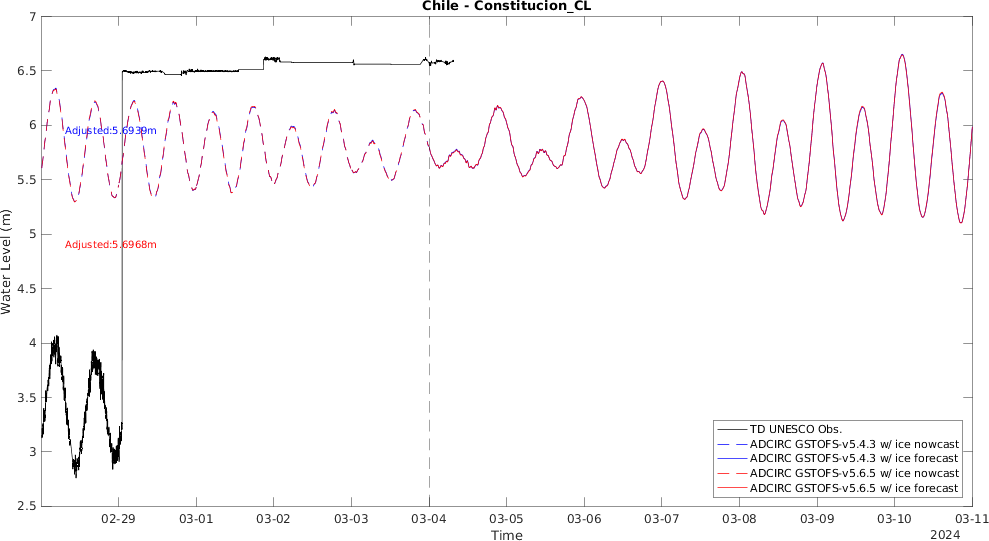 Chile - Constitucion_CL
7
6.5
6
5.5
5
4.5
4
3.5
3
2.5
Water Level (m)
Adjusted:5.6939m
Adjusted:5.6968m
TD UNESCO Obs.
ADCIRC GSTOFS-v5.4.3 w/ ice nowcast
ADCIRC GSTOFS-v5.4.3 w/ ice forecast
ADCIRC GSTOFS-v5.6.5 w/ ice nowcast
ADCIRC GSTOFS-v5.6.5 w/ ice forecast
02-29 03-01 03-02 03-03 03-04 03-05 03-06 03-07 03-08 03-09 03-10 03-11
Time
2024